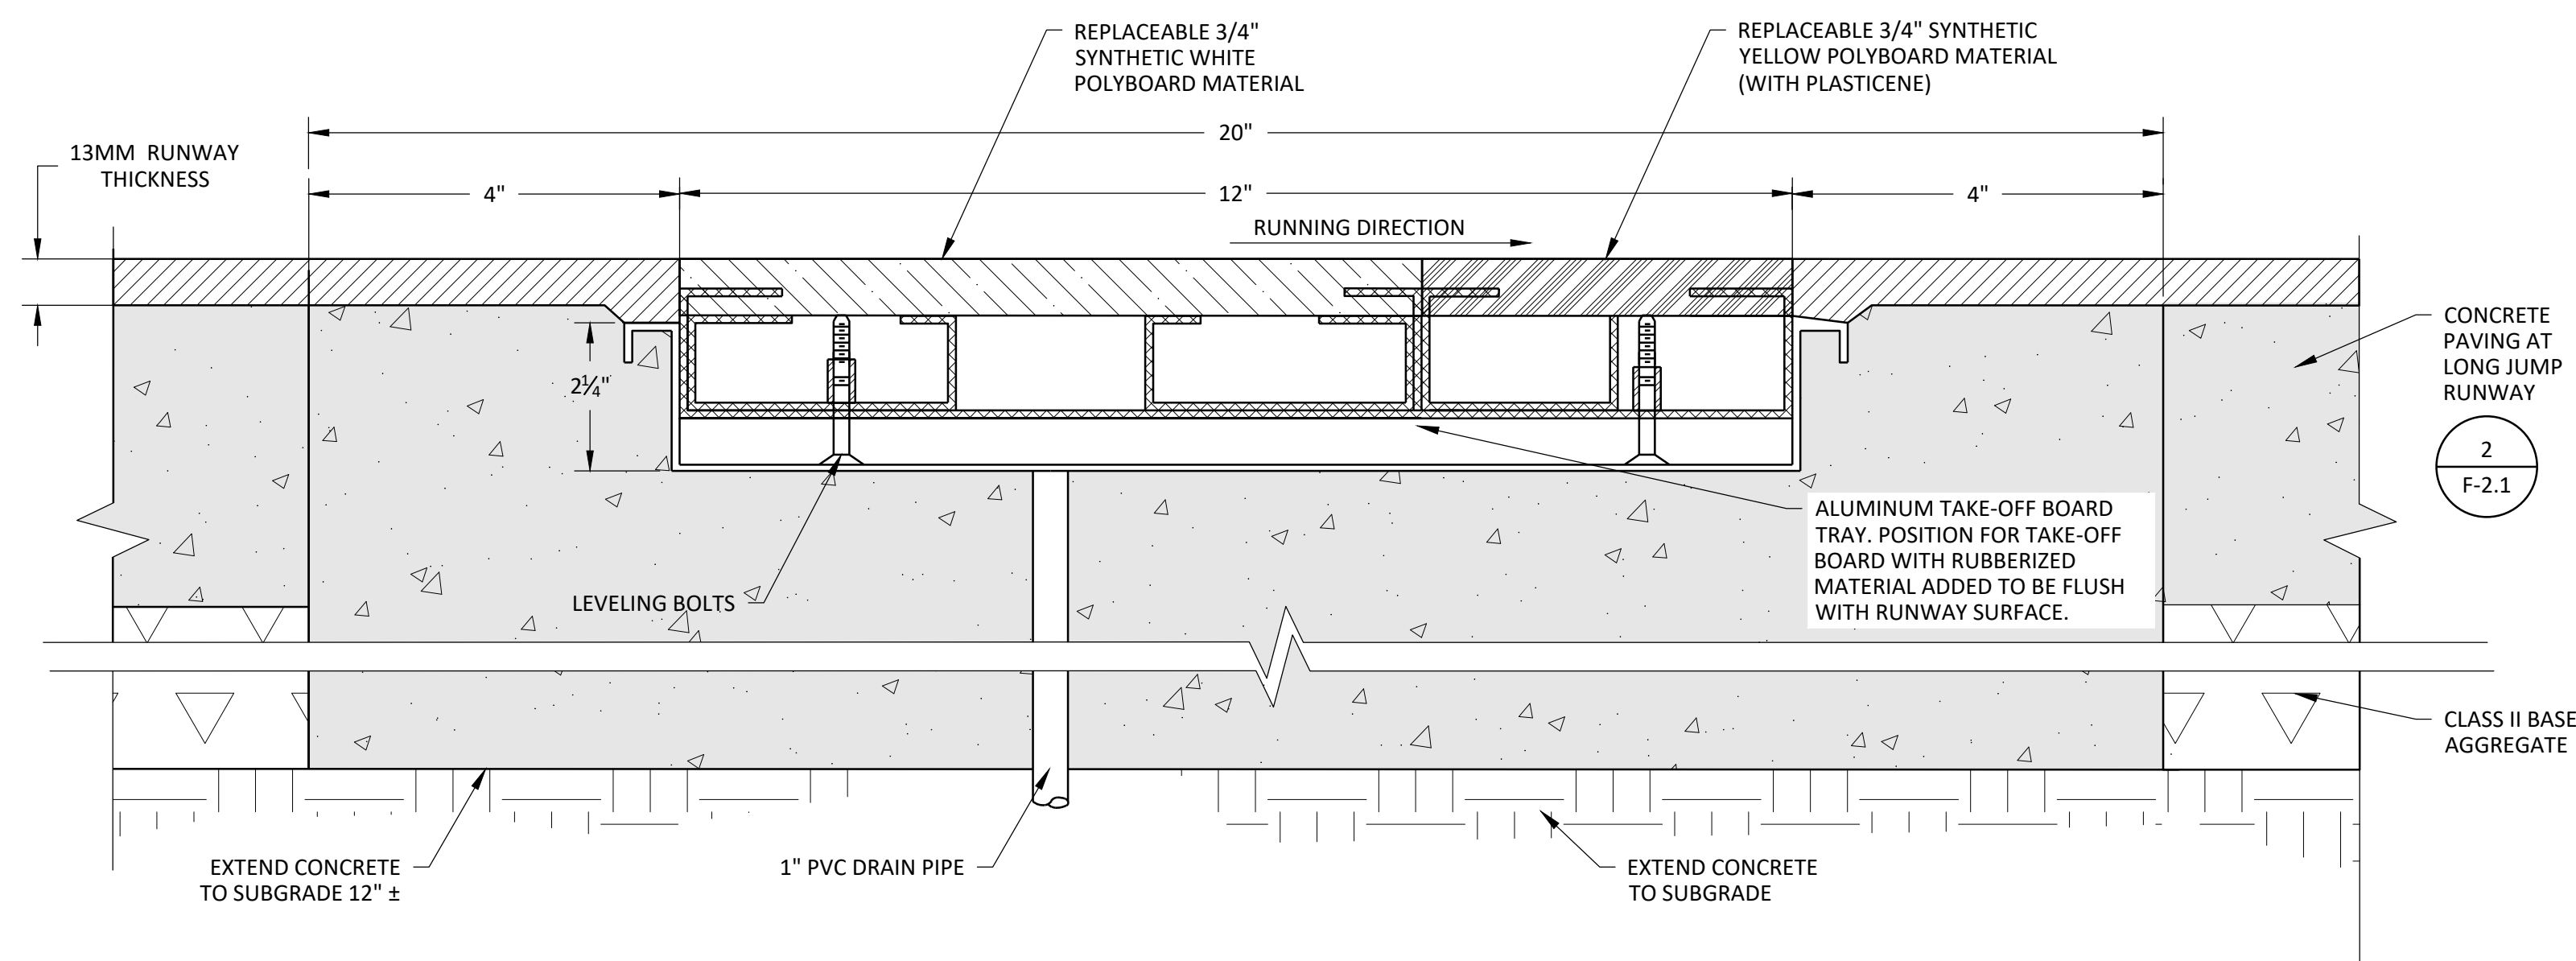 REPLACEABLE 3/4"
SYNTHETIC WHITE
POLYBOARD MATERIAL
REPLACEABLE 3/4" SYNTHETIC
YELLOW POLYBOARD MATERIAL
(WITH PLASTICENE)
20"
13MM RUNWAY
THICKNESS
4"
12"
4"
RUNNING DIRECTION
2¼"
CONCRETE
PAVING AT
LONG JUMP
RUNWAY
2
F-2.1
ALUMINUM TAKE-OFF BOARD
TRAY. POSITION FOR TAKE-OFF
BOARD WITH RUBBERIZED
MATERIAL ADDED TO BE FLUSH
WITH RUNWAY SURFACE.
LEVELING BOLTS
CLASS II BASE
AGGREGATE
EXTEND CONCRETE
TO SUBGRADE 12" ±
1" PVC DRAIN PIPE
EXTEND CONCRETE
TO SUBGRADE